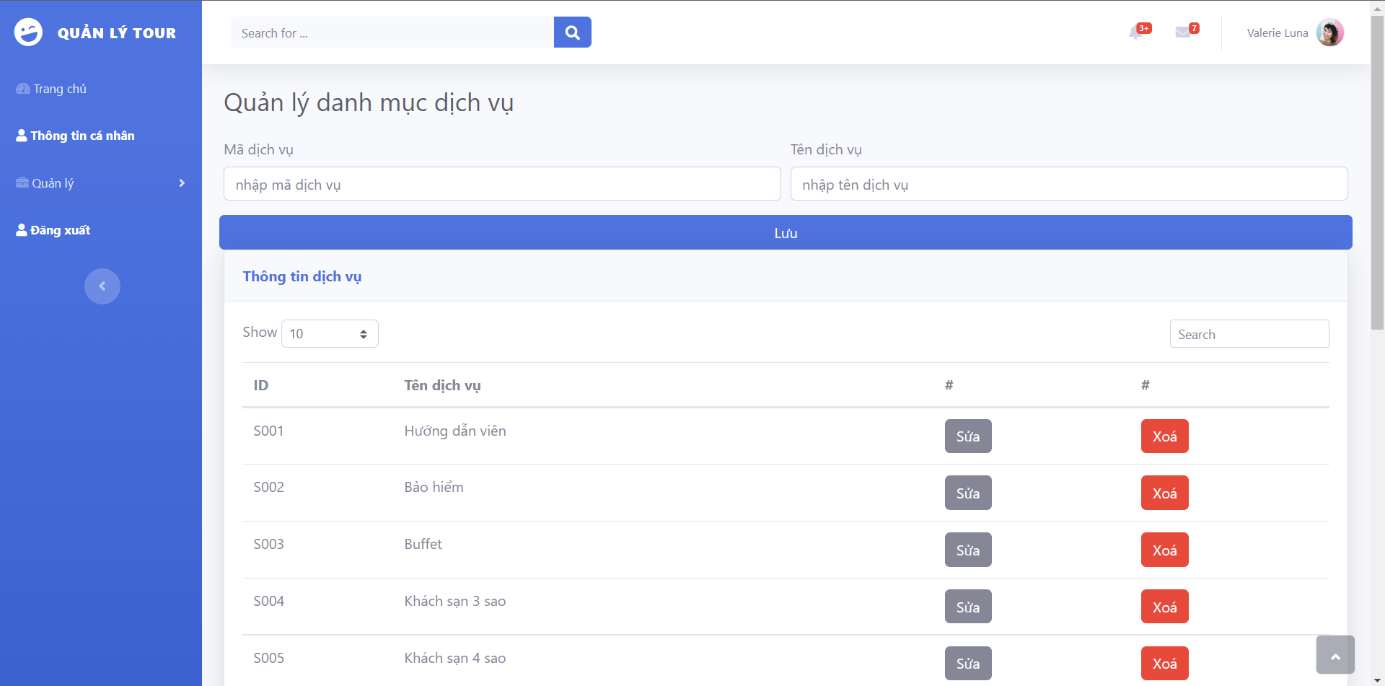 QUẢN LÝ TOUR
Search for ...
3+
7
Valerie Luna
Trang chủ
Thông tin cá nhân
Quản lý
Đăng xuất
Quản lý danh mục dịch vụ
Mã dịch vụ
Tên dịch vụ
nhập mã dịch vụ
nhập tên dịch vụ
Lưu
Thông tin dịch vụ
Show 10
Search
ID Tên dịch vụ # #
S001 Hướng dẫn viên Sửa Xoá
S002 Bảo hiểm Sửa Xoá
S003 Buffet Sửa Xoá
S004 Khách sạn 3 sao Sửa Xoá
S005 Khách sạn 4 sao Sửa Xoá